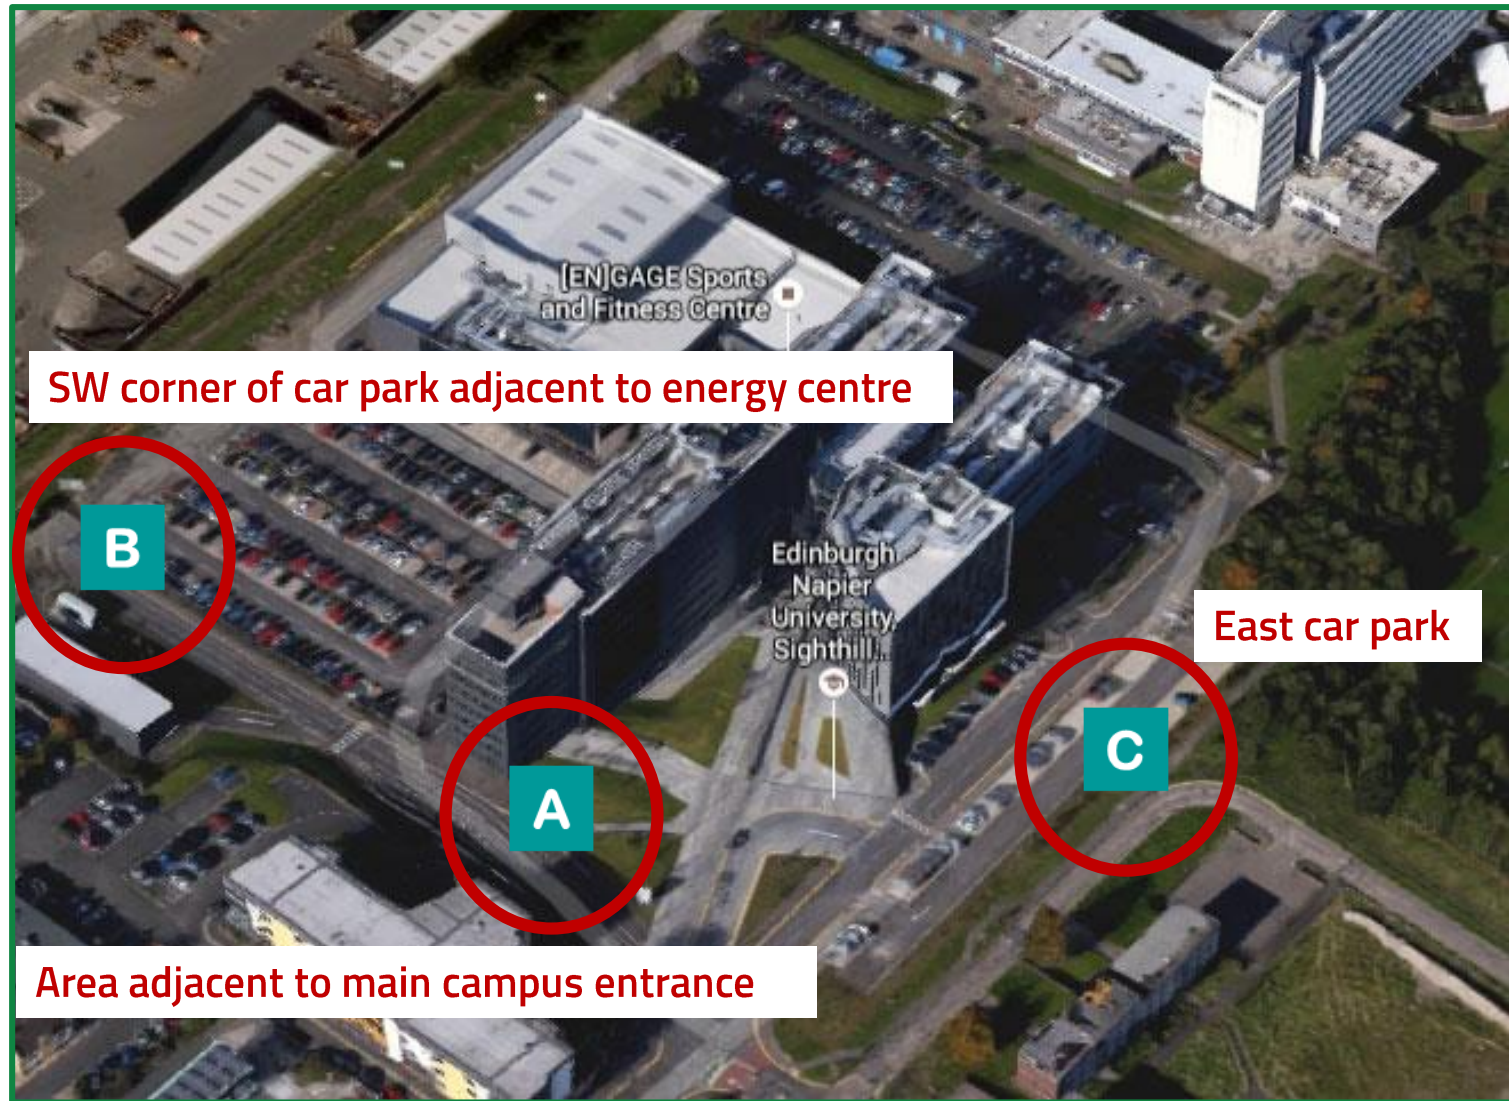 [EN]GAGE Sports
and Fitness Centre
SW corner of car park adjacent to energy centre
B
Edinburgh
Napier
University
Sighthill...
East car park
C
A
Area adjacent to main campus entrance